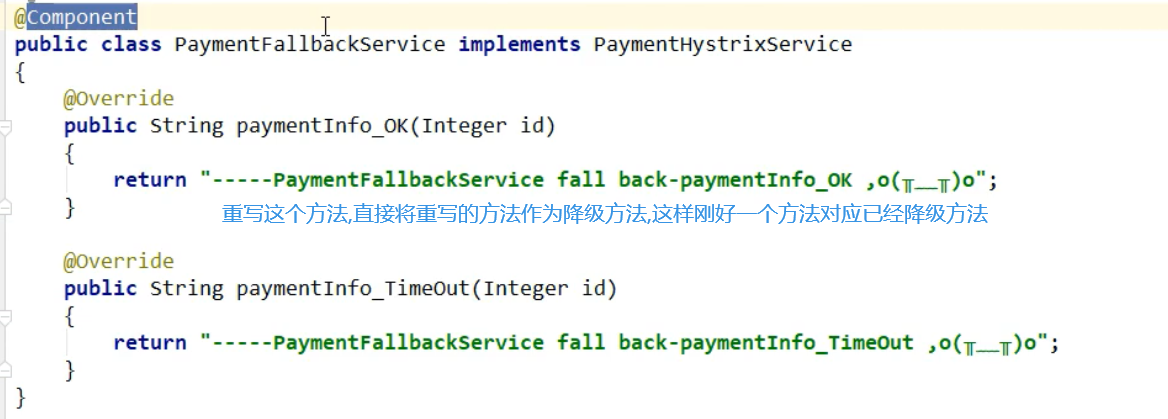 @Component
public class PaymentFallbackService implements PaymentHystrixService
{
@Override
public String paymentInfo_OK(Integer id)
{
return "-----PaymentFallbackService fall back-paymentInfo_OK ,o(╥﹏╥)o";
}
重写这个方法,直接将重写的方法作为降级方法,这样刚好一个方法对应已经降级方法
@Override
public String paymentInfo_TimeOut(Integer id)
{
return "-----PaymentFallbackService fall back-paymentInfo_TimeOut ,o(╥﹏╥)o";
}
}